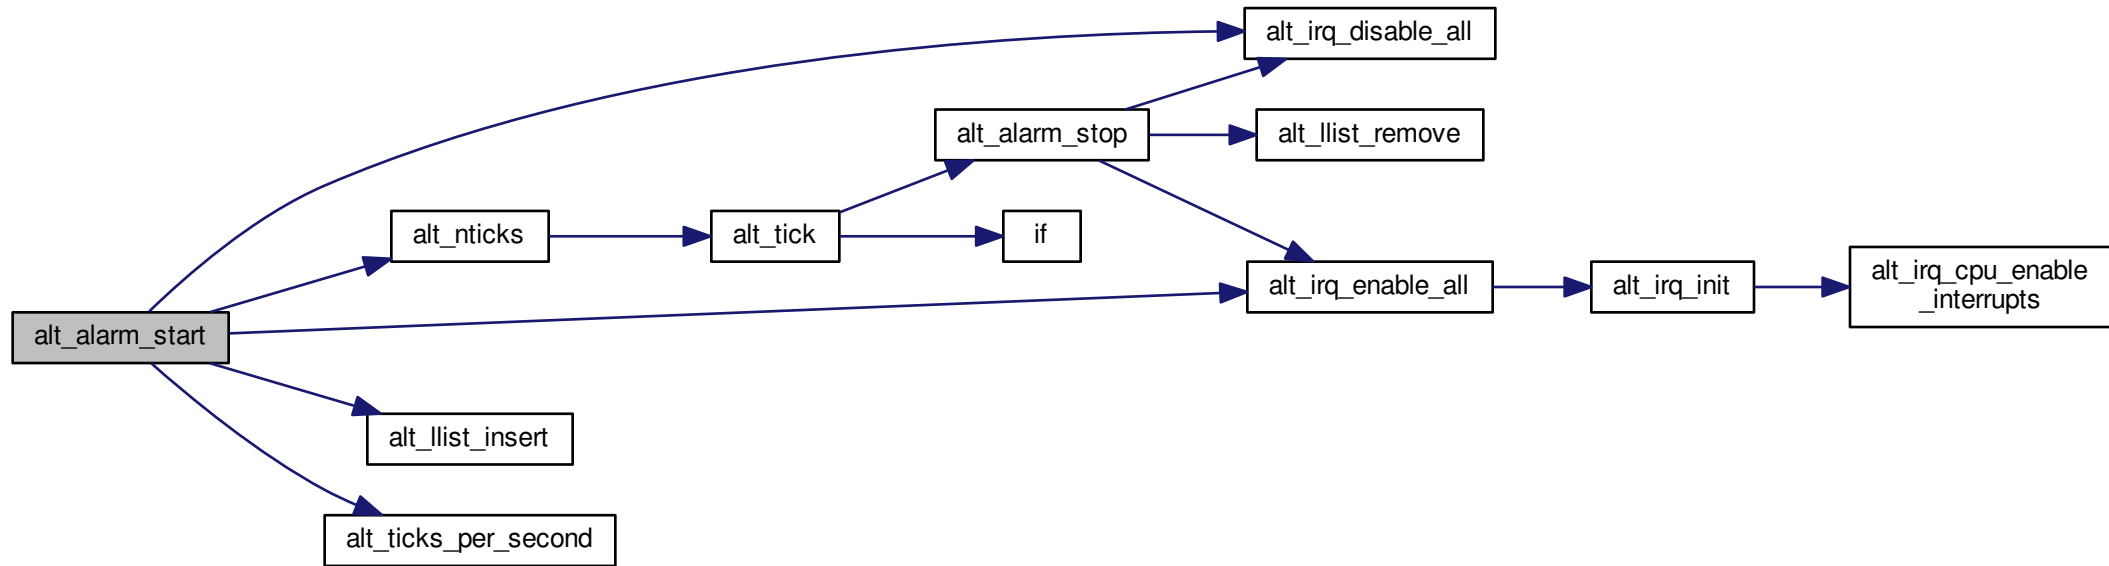 alt_irq_disable_all
alt_alarm_stop
alt_llist_remove
alt_nticks
alt_tick
if
alt_irq_enable_all
alt_irq_init
alt_irq_cpu_enable
_interrupts
alt_alarm_start
alt_llist_insert
alt_ticks_per_second